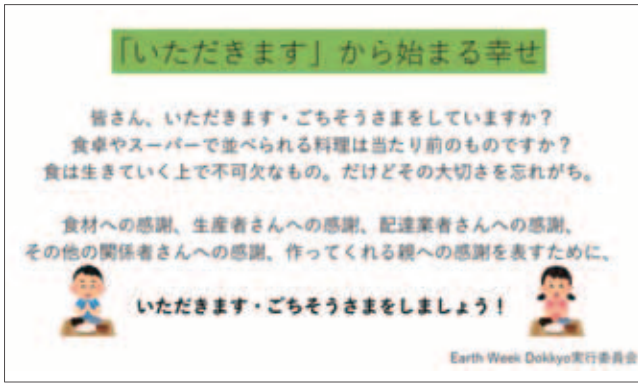 「いただきます」から始まる幸せ
皆さん、いただきます・ごちそうさまをしていますか？
食卓やスーパーで並べられる料理は当たり前のものですか？
食は生きていく上で不可欠なもの。だけどその大切さを忘れがち。
食材への感謝、生産者さんへの感謝、配達業者さんへの感謝、
その他の関係者さんへの感謝、作ってくれる親への感謝を表すために、
いただきます・ごちそうさまをしましょう！
Earth Week Dokkyo実行委員会